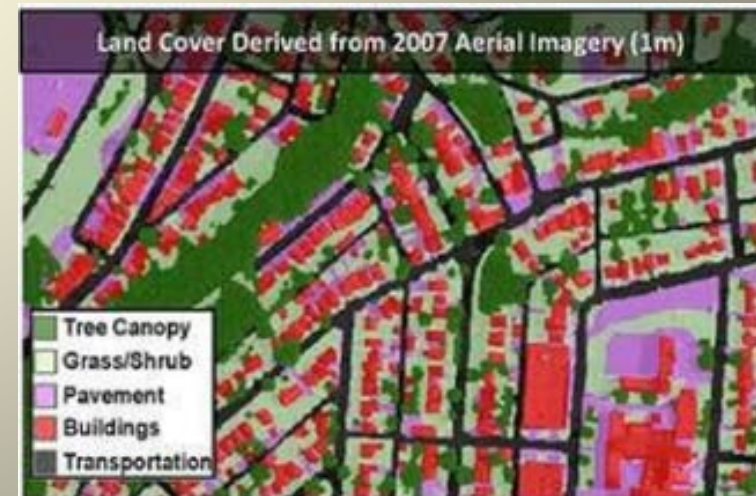 Land Cover Derived from 2007 Aerial Imagery (1m)
Tree Canopy
Grass/Shrub
Pavement
Buildings
Transportation